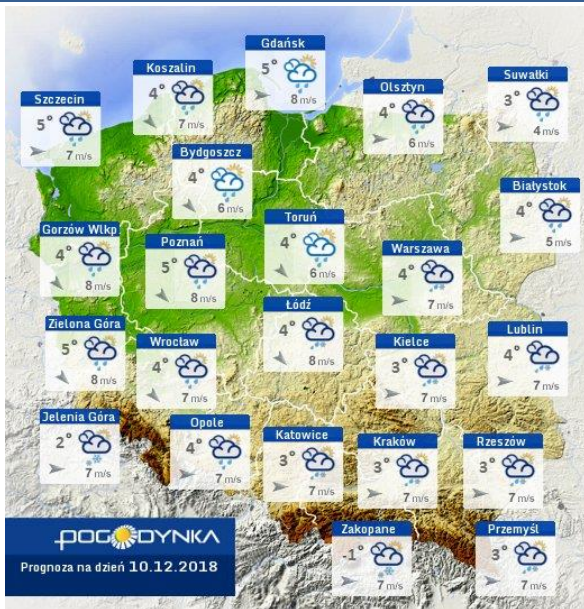 Gdańsk
5°
8 m/s
Koszalin
4°
7 m/s
Suwałki
3°
4 m/s
Olsztyn
4°
6 m/s
Szczecin
5°
7 m/s
Bydgoszcz
4°
6 m/s
Białystok
4°
5 m/s
Toruń
4°
6 m/s
Gorzów Wlkp.
4°
8 m/s
Poznań
5°
8 m/s
Warszawa
4°
7 m/s
Łódź
4°
8 m/s
Zielona Góra
5°
8 m/s
Lublin
4°
7 m/s
Wrocław
4°
7 m/s
Kielce
3°
7 m/s
Jelenia Góra
2°
7 m/s
Opole
4°
7 m/s
Katowice
3°
7 m/s
Kraków
3°
7 m/s
Rzeszów
3°
7 m/s
Zakopane
-1°
7 m/s
Przemyśl
3°
7 m/s
POGODYNKA
Prognoza na dzień 10.12.2018